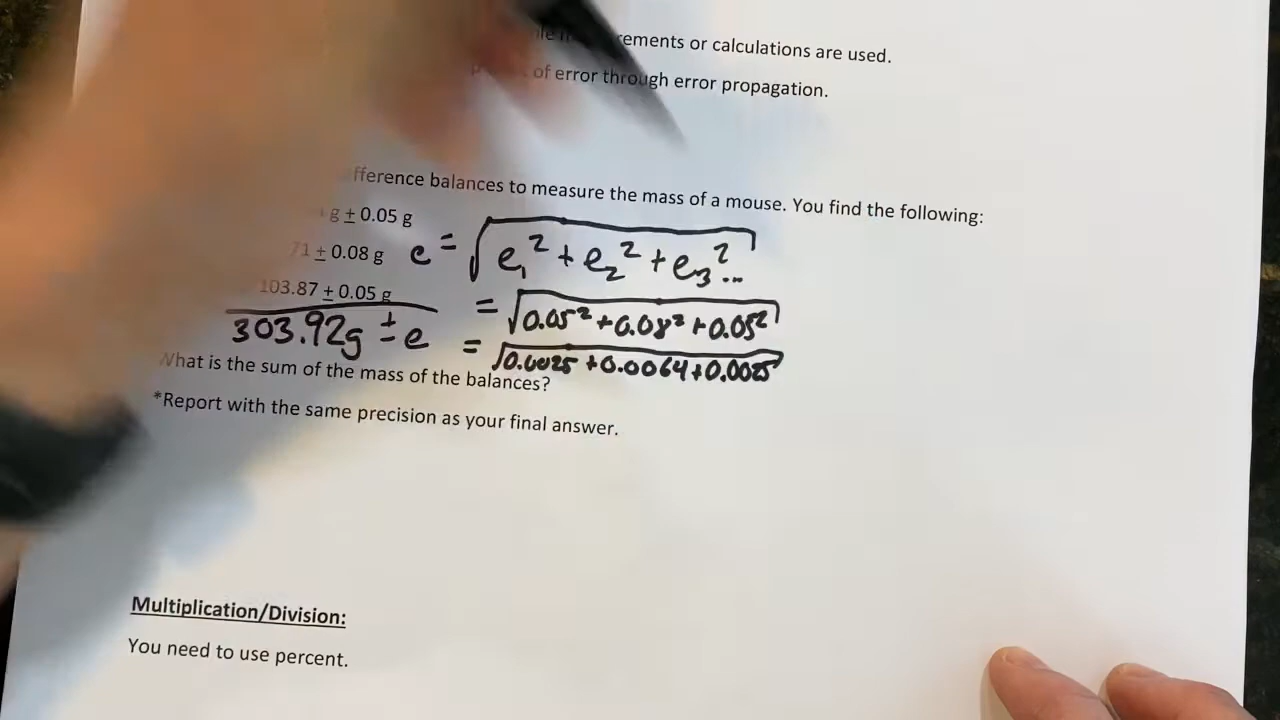 rements or calculations are used.
of error through error propagation.
fference balances to measure the mass of a mouse. You find the following:
g ± 0.05 g
71 ± 0.08 g e = √e₁² + e₂² + e₃²...
103.87 ± 0.05 g = √0.05² + 0.08² + 0.05²
303.92g ± e = √0.0025 + 0.0064 + 0.0025
What is the sum of the mass of the balances?
*Report with the same precision as your final answer.
Multiplication/Division:
You need to use percent.